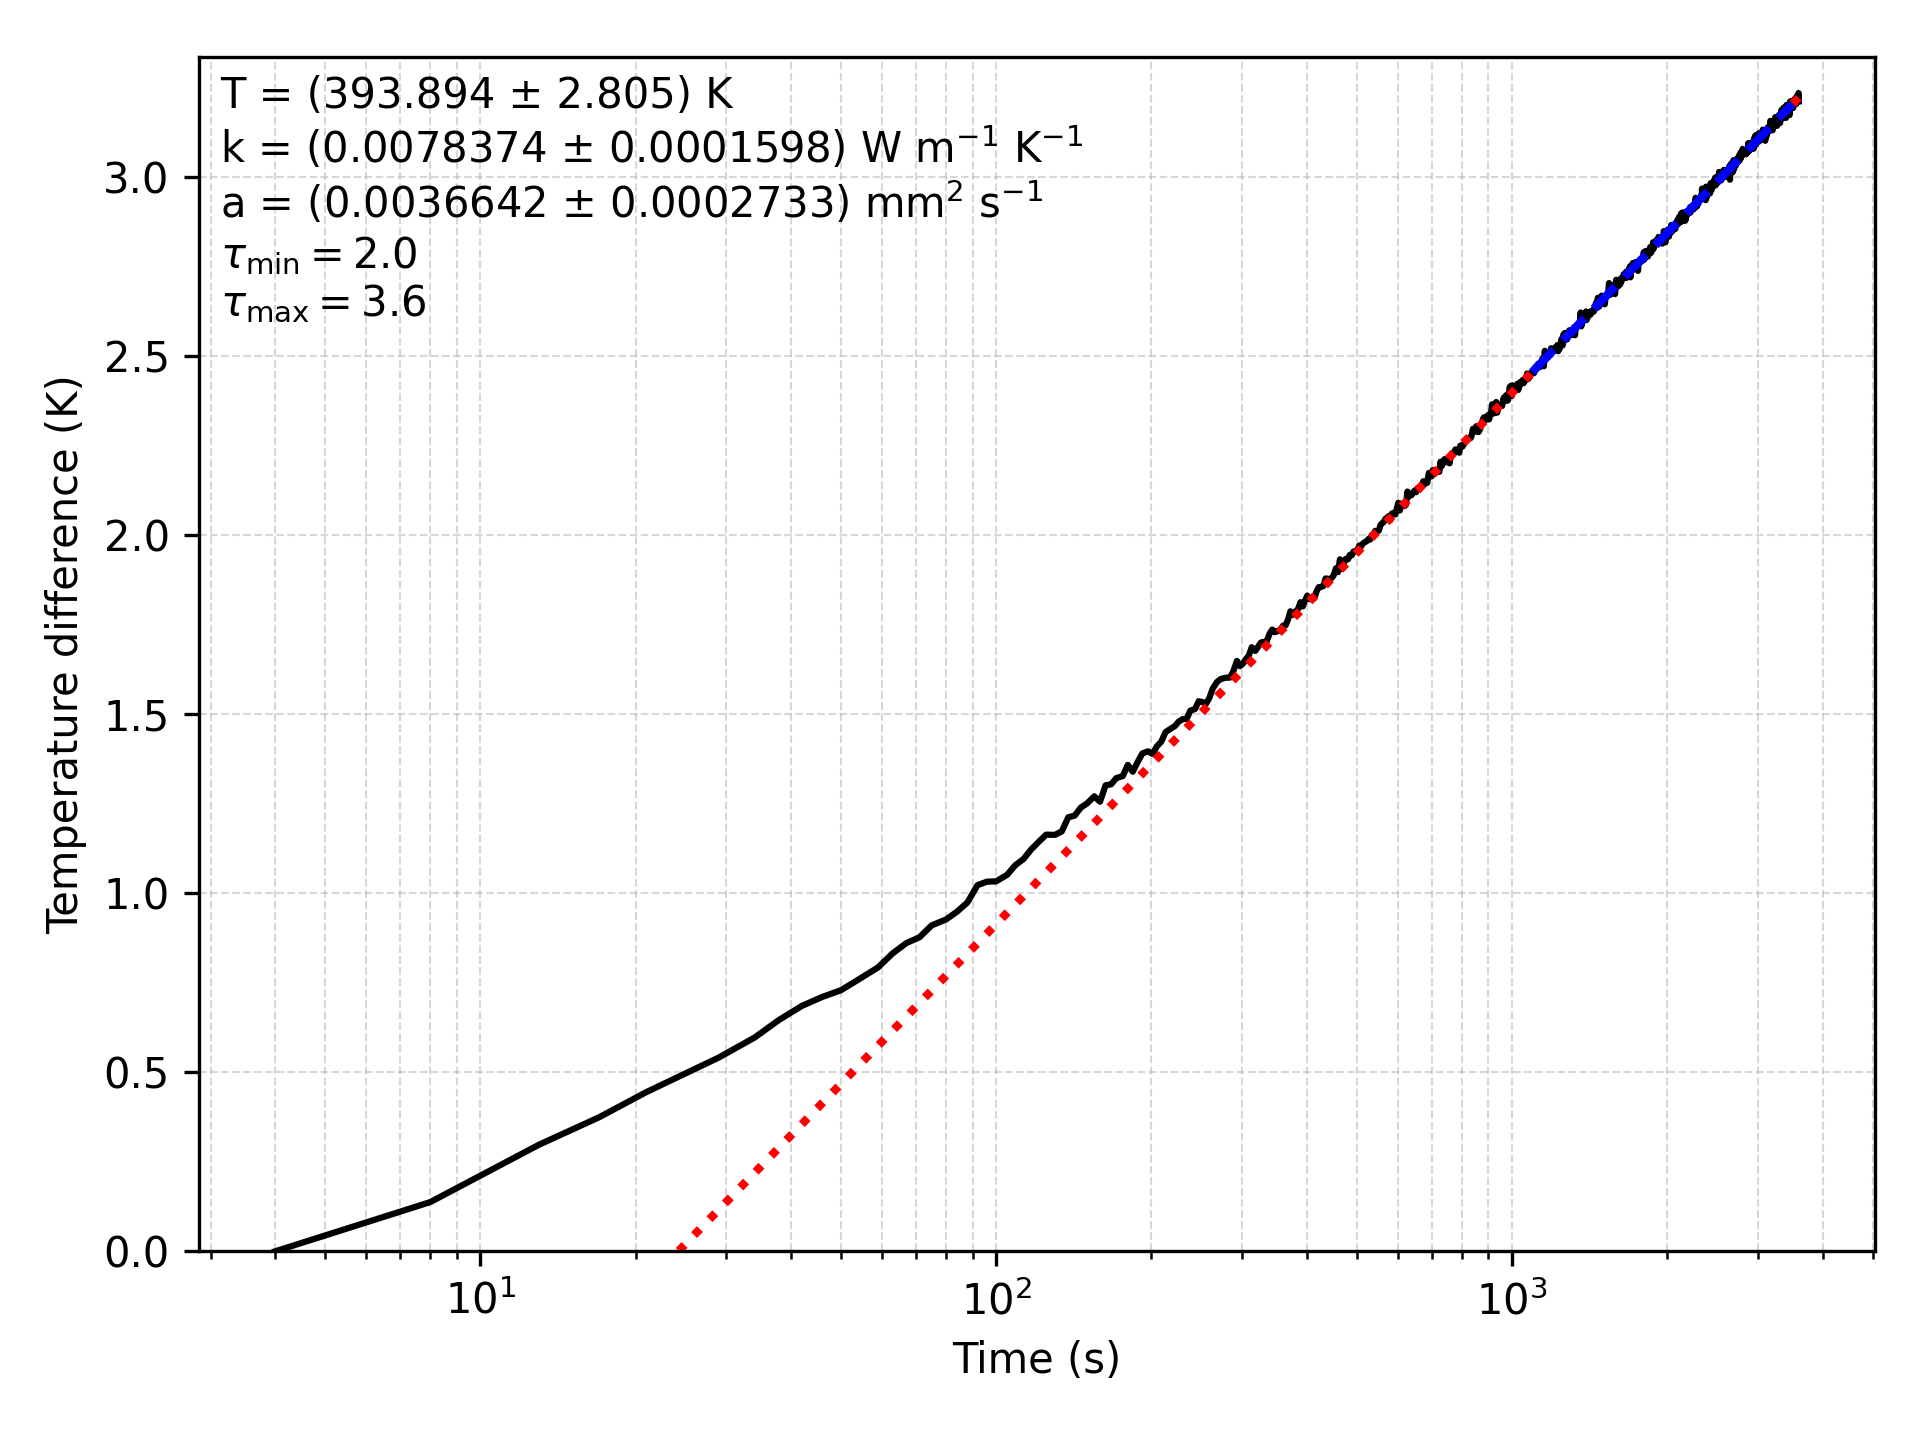 T = (393.894 ± 2.805) K
k = (0.0078374 ± 0.0001598) W m⁻¹ K⁻¹
a = (0.0036642 ± 0.0002733) mm² s⁻¹
τmin = 2.0
τmax = 3.6
Temperature difference (K)
3.0
2.5
2.0
1.5
1.0
0.5
0.0
10¹ 10² 10³
Time (s)